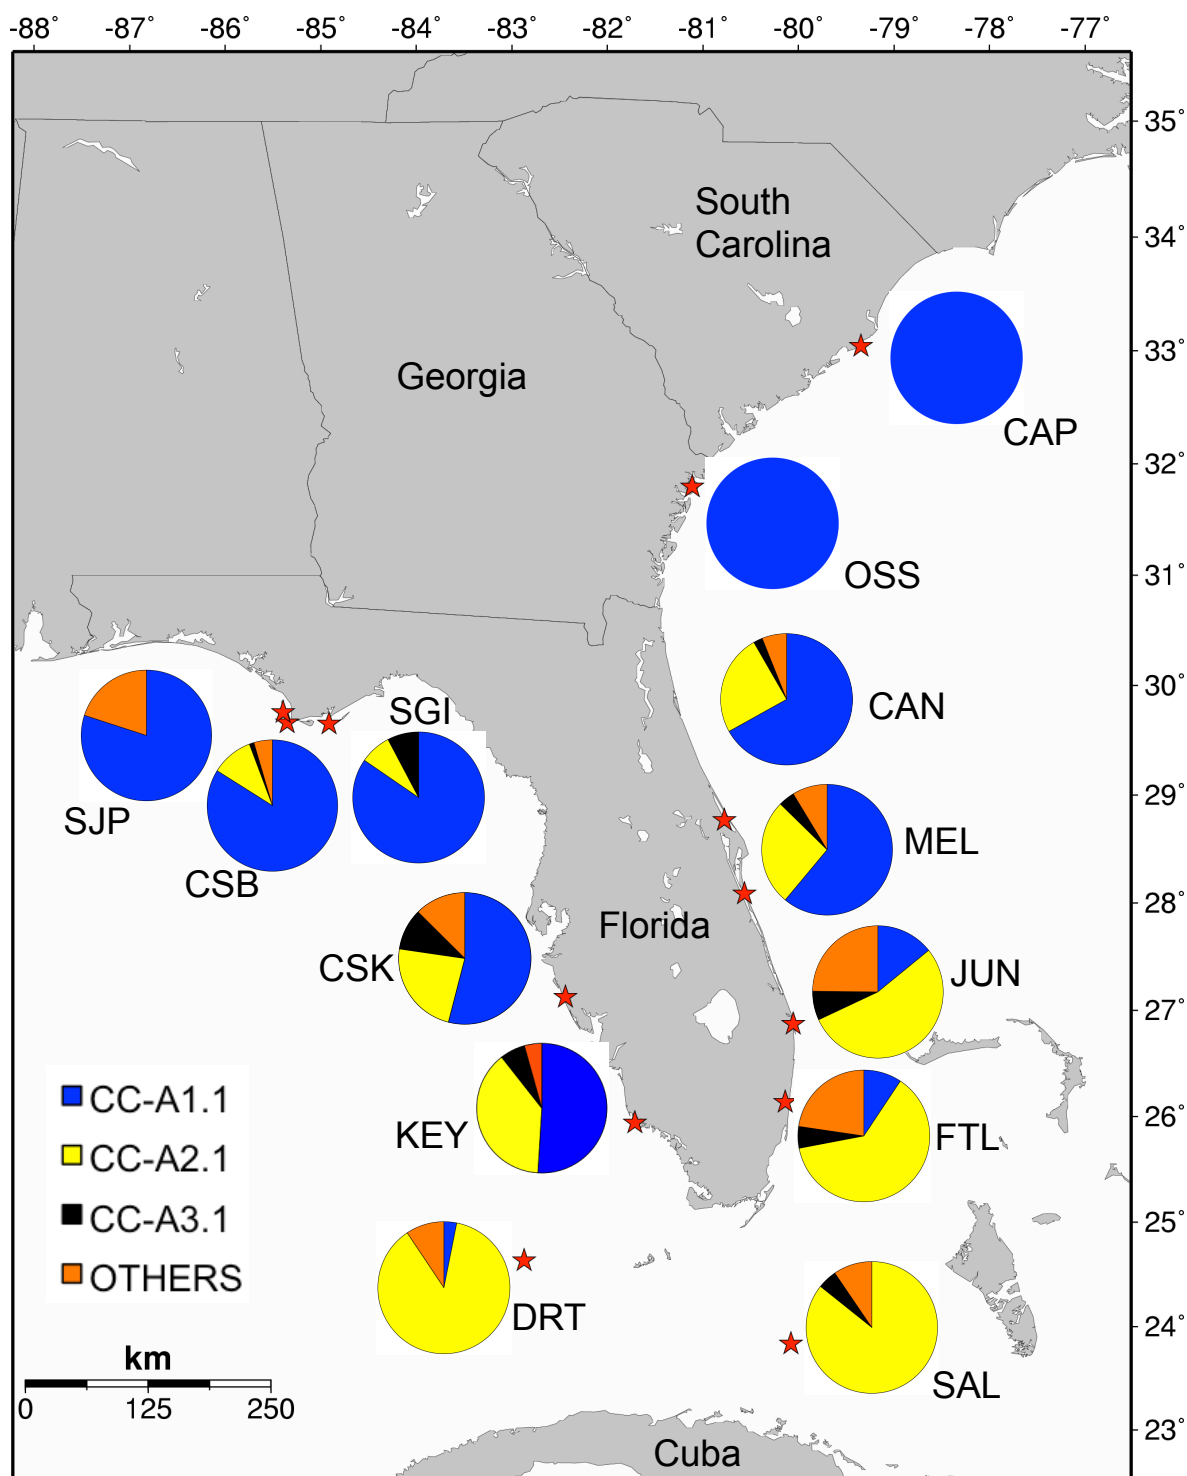 -88˚ -87˚ -86˚ -85˚ -84˚ -83˚ -82˚ -81˚ -80˚ -79˚ -78˚ -77˚
35˚
South
Carolina
34˚
33˚
Georgia
CAP
32˚
OSS
31˚
30˚
CAN
SGI
SJP
29˚
MEL
CSB
28˚
Florida
CSK
JUN
27˚
CC-A1.1
26˚
KEY
FTL
CC-A2.1
CC-A3.1
25˚
OTHERS
DRT
24˚
km
SAL
0 125 250
23˚
Cuba